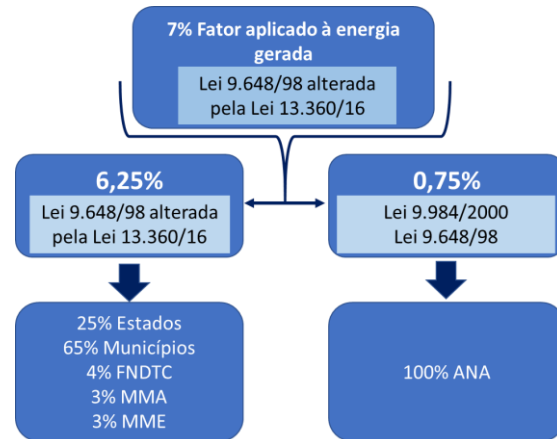 7% Fator aplicado à energia
gerada
Lei 9.648/98 alterada
pela Lei 13.360/16
6,25%
Lei 9.648/98 alterada
pela Lei 13.360/16
0,75%
Lei 9.984/2000
Lei 9.648/98
25% Estados
65% Municípios
4% FNDTC
3% MMA
3% MME
100% ANA